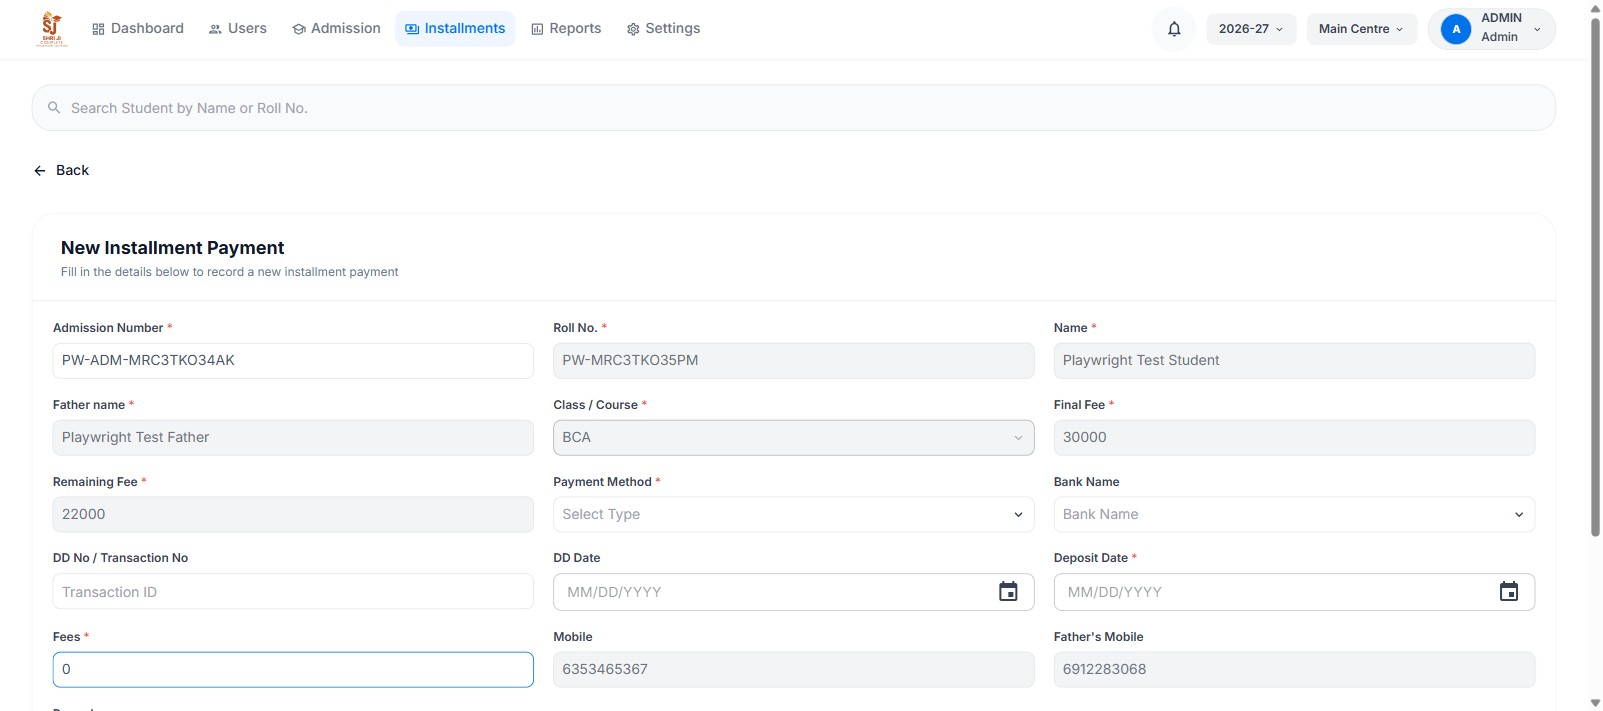 SJ
SHRI JI
Dashboard
Users
Admission
Installments
Reports
Settings
2026-27
Main Centre
A
ADMIN
Admin
Search Student by Name or Roll No.
Back
New Installment Payment
Fill in the details below to record a new installment payment
Admission Number *
Roll No. *
Name *
PW-ADM-MRC3TKO34AK
PW-MRC3TKO35PM
Playwright Test Student
Father name *
Class / Course *
Final Fee *
Playwright Test Father
BCA
30000
Remaining Fee *
Payment Method *
Bank Name
22000
Select Type
Bank Name
DD No / Transaction No
DD Date
Deposit Date *
Transaction ID
MM/DD/YYYY
MM/DD/YYYY
Fees *
Mobile
Father's Mobile
0
6353465367
6912283068